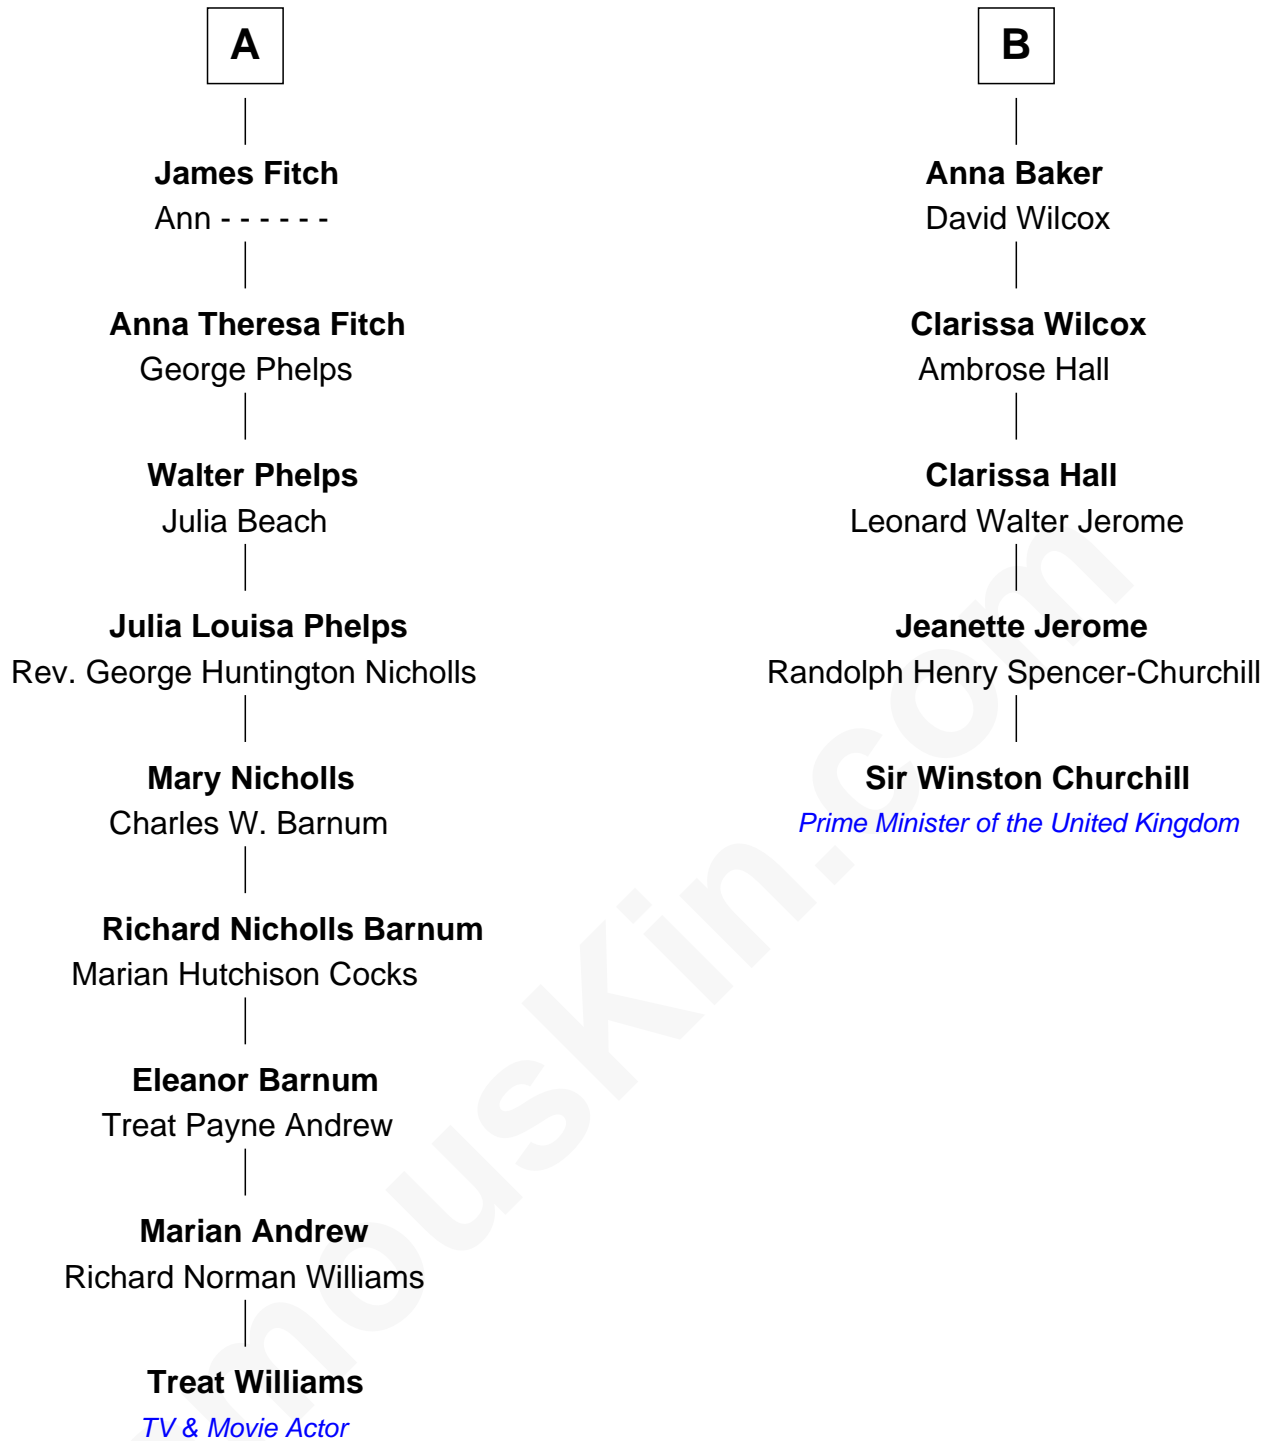 A
James Fitch
Ann - - - - - -
Anna Theresa Fitch
George Phelps
Walter Phelps
Julia Beach
Julia Louisa Phelps
Rev. George Huntington Nicholls
Mary Nicholls
Charles W. Barnum
Richard Nicholls Barnum
Marian Hutchison Cocks
Eleanor Barnum
Treat Payne Andrew
Marian Andrew
Richard Norman Williams
Treat Williams
TV & Movie Actor
B
Anna Baker
David Wilcox
Clarissa Wilcox
Ambrose Hall
Clarissa Hall
Leonard Walter Jerome
Jeanette Jerome
Randolph Henry Spencer-Churchill
Sir Winston Churchill
Prime Minister of the United Kingdom
mousKin.com